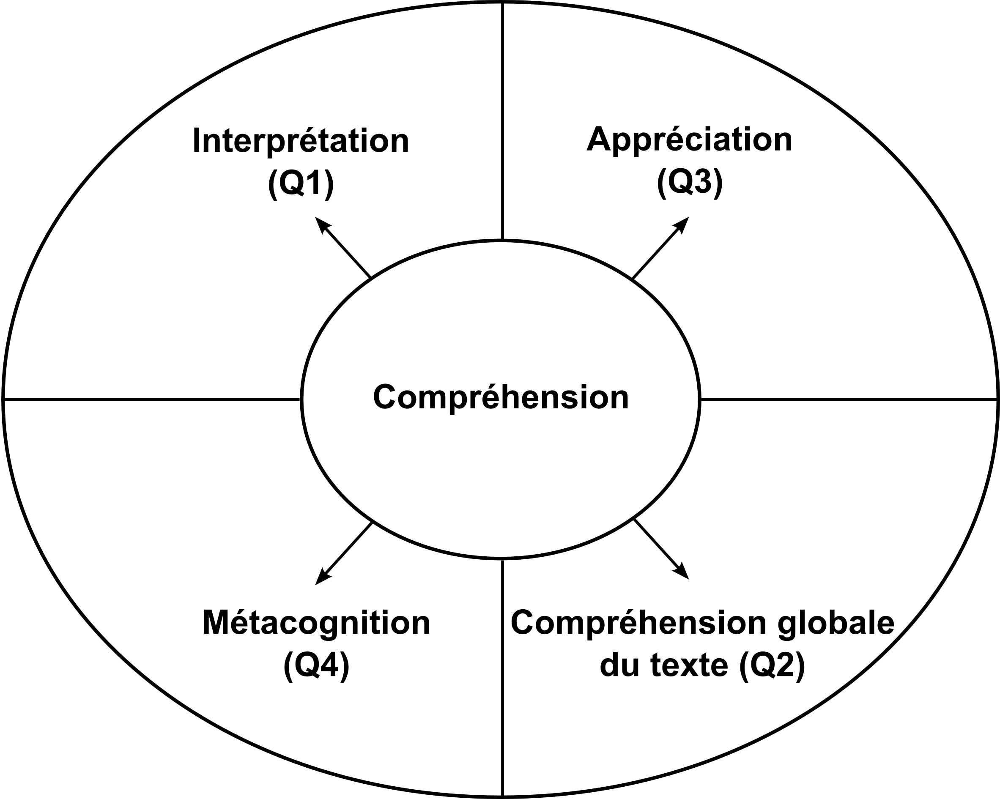 Interprétation
(Q1)
Appréciation
(Q3)
Compréhension
Métacognition
(Q4)
Compréhension globale
du texte (Q2)